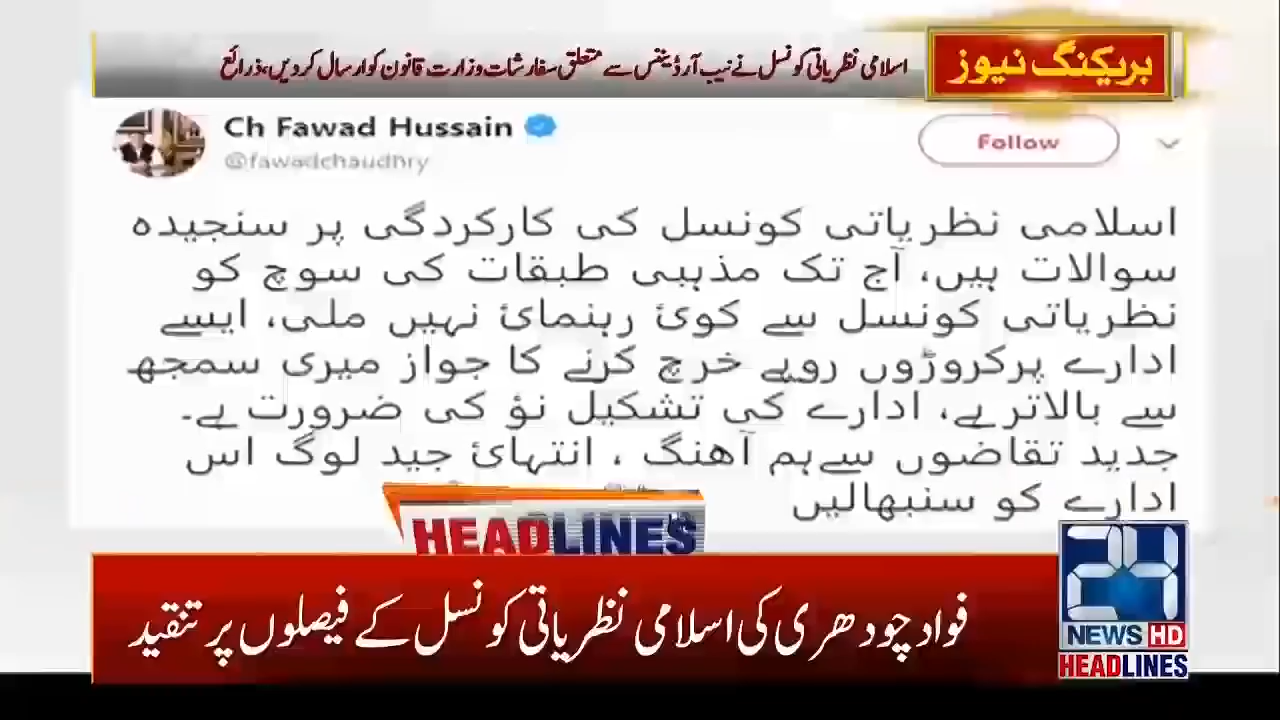 بریکنگ نیوز
اسلامی نظریاتی کونسل نے نیب آرڈیننس سے متعلق سفارشات وزارت قانون کو ارسال کردیں، ذرائع
Ch Fawad Hussain
@fawadchaudhry
Follow
اسلامی نظریاتی کونسل کی کارکردگی پر سنجیدہ
سوالات ہیں، آج تک مذہبی طبقات کی سوچ کو
نظریاتی کونسل سے کوئ رہنمائ نہیں ملی، ایسے
ادارے پرکروڑوں روپے خرچ کرنے کا جواز میری سمجھ
سے بالاتر ہے، ادارے کی تشکیل نؤ کی ضرورت ہے۔
جدید تقاضوں سےہم آھنگ ، انتہائ جید لوگ اس
ادارے کو سنبھالیں
HEADLINES
فواد چودھری کی اسلامی نظریاتی کونسل کے فیصلوں پر تنقید
24
NEWS HD
HEADLINES